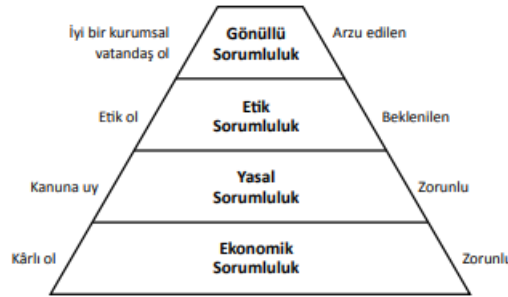 İyi bir kurumsal
vatandaş ol
Gönüllü
Sorumluluk
Arzu edilen
Etik ol
Etik
Sorumluluk
Beklenilen
Kanuna uy
Yasal
Sorumluluk
Zorunlu
Kârlı ol
Ekonomik
Sorumluluk
Zorunlu